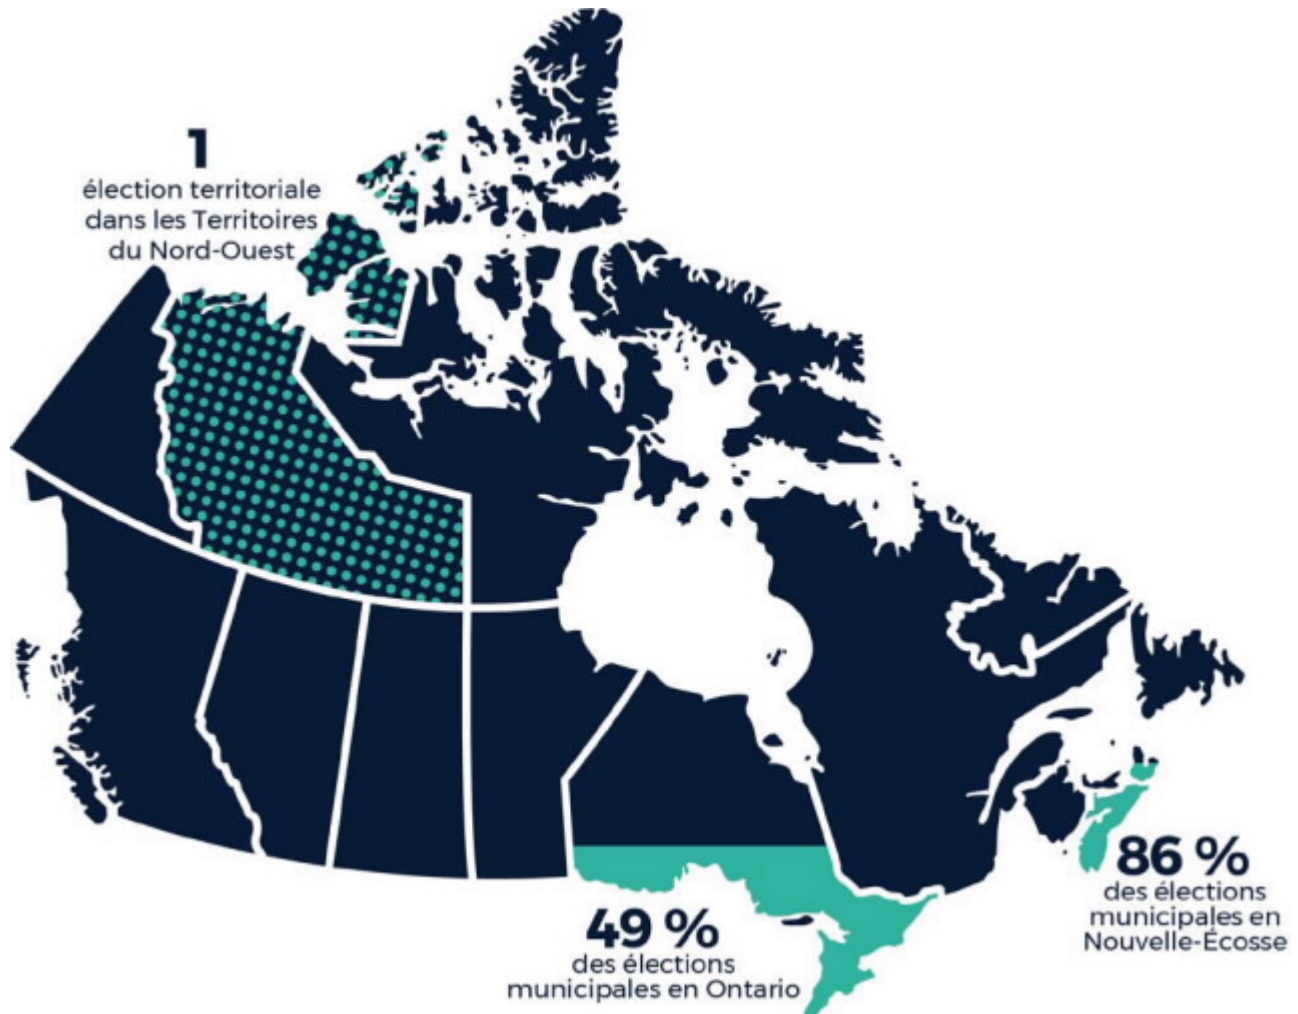 1
élection territoriale
dans les Territoires
du Nord-Ouest
86 %
des élections
municipales en
Nouvelle-Écosse
49 %
des élections
municipales en Ontario